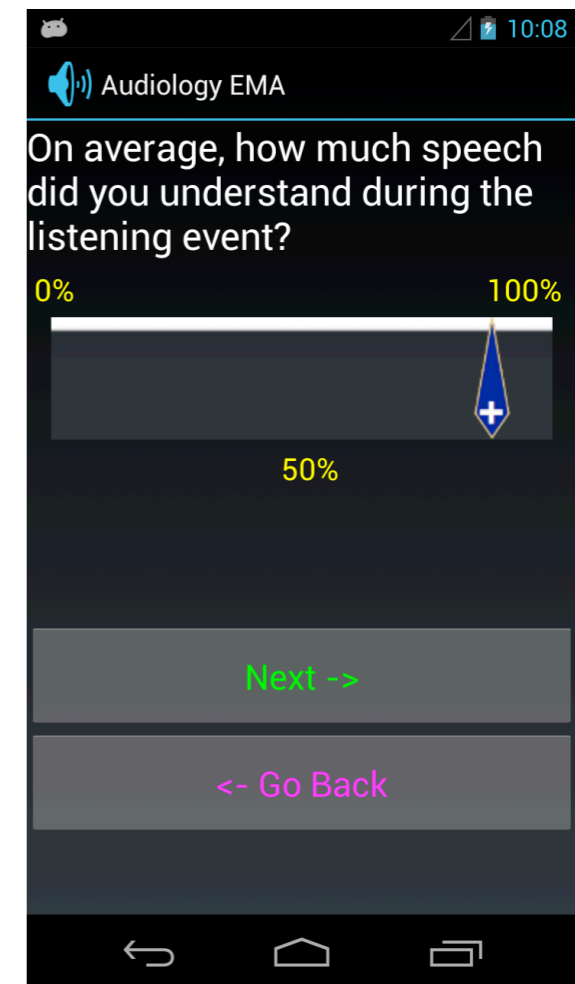 10:08
Audiology EMA
On average, how much speech
did you understand during the
listening event?
0% 100%
50%
Next ->
<- Go Back